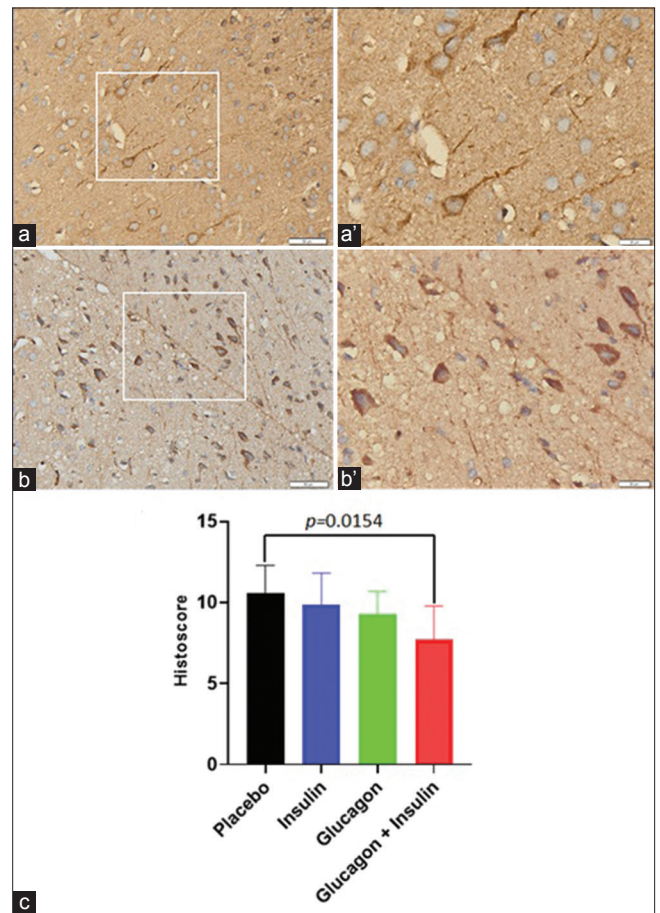 a
a'
b
b'
15
p=0.0154
10
5
0
Histoscore
Placebo
Insulin
Glucagon
Glucagon + Insulin
c